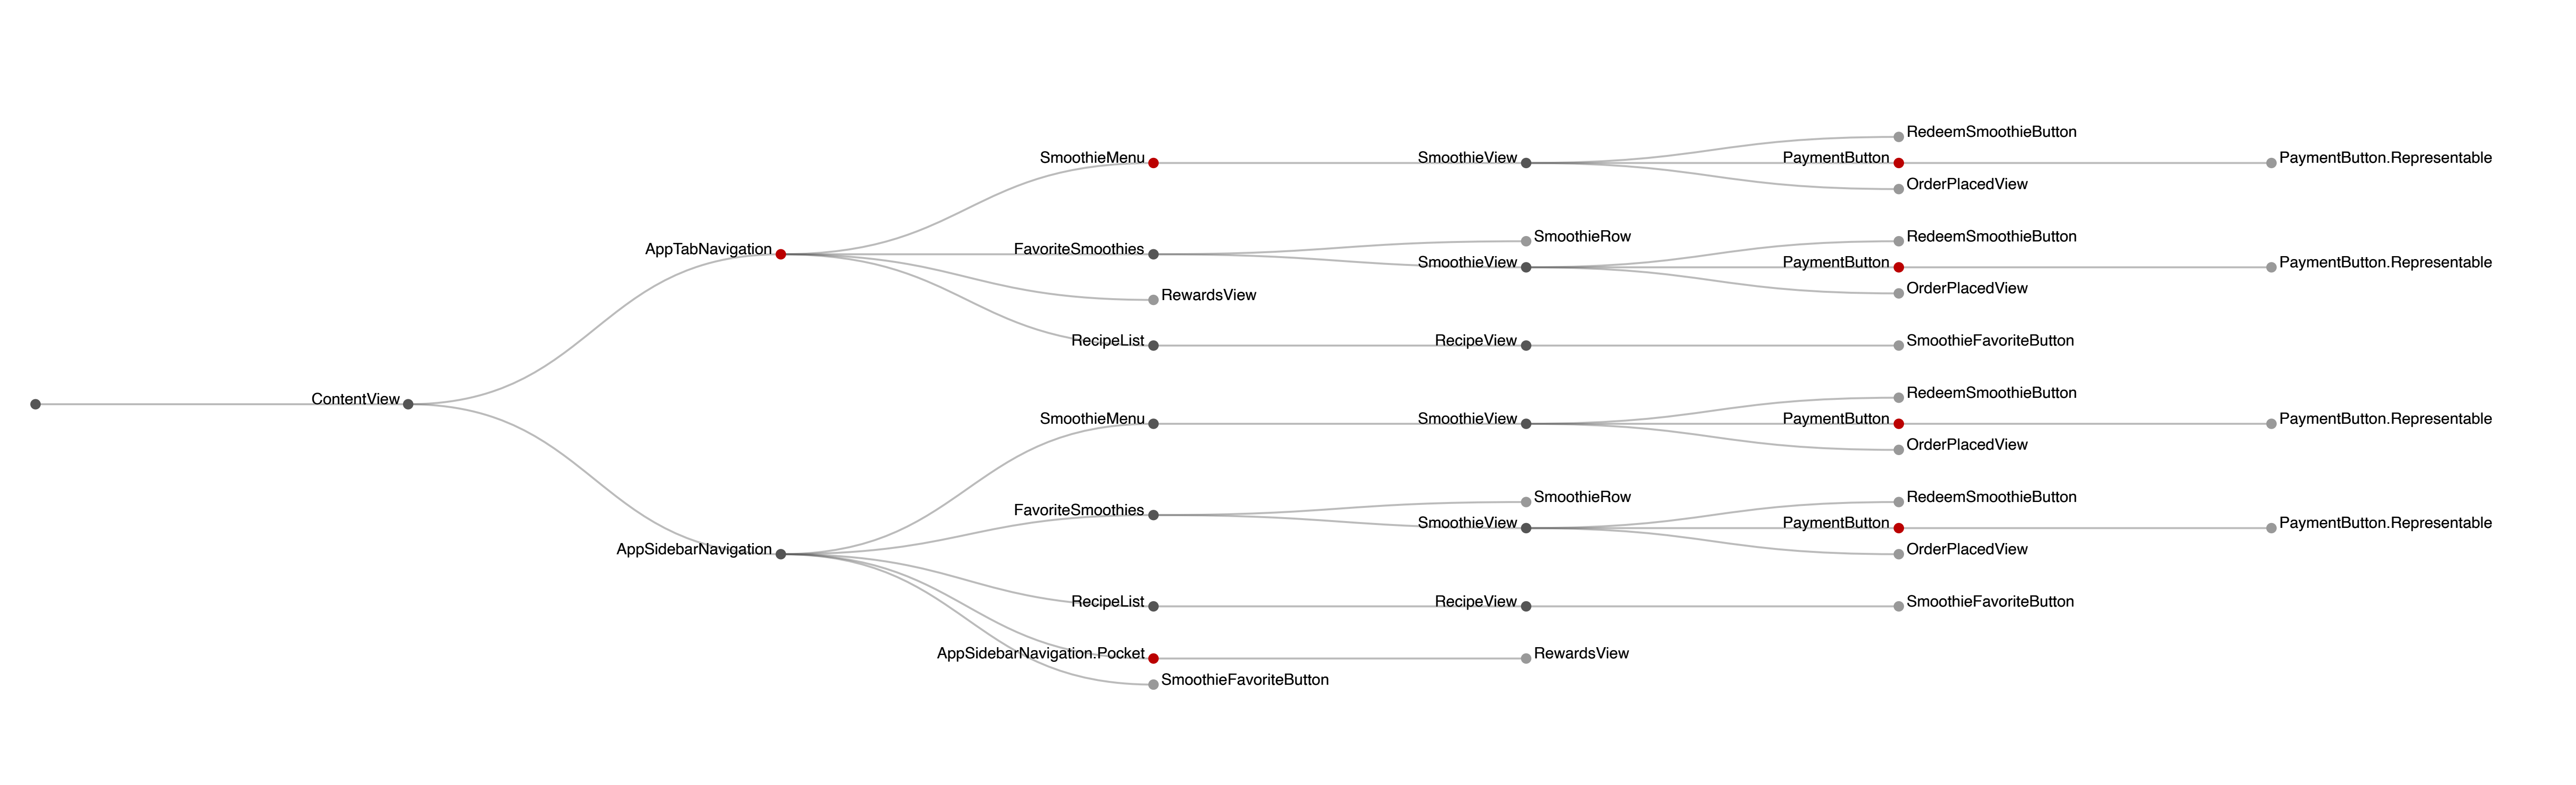 RedeemSmoothieButton
SmoothieMenu
SmoothieView
PaymentButton
PaymentButton.Representable
OrderPlacedView
AppTabNavigation
FavoriteSmoothies
SmoothieRow
RedeemSmoothieButton
SmoothieView
PaymentButton
PaymentButton.Representable
RewardsView
OrderPlacedView
RecipeList
RecipeView
SmoothieFavoriteButton
ContentView
RedeemSmoothieButton
SmoothieMenu
SmoothieView
PaymentButton
PaymentButton.Representable
OrderPlacedView
FavoriteSmoothies
SmoothieRow
RedeemSmoothieButton
SmoothieView
PaymentButton
PaymentButton.Representable
AppSidebarNavigation
OrderPlacedView
RecipeList
RecipeView
SmoothieFavoriteButton
AppSidebarNavigation.Pocket
RewardsView
SmoothieFavoriteButton